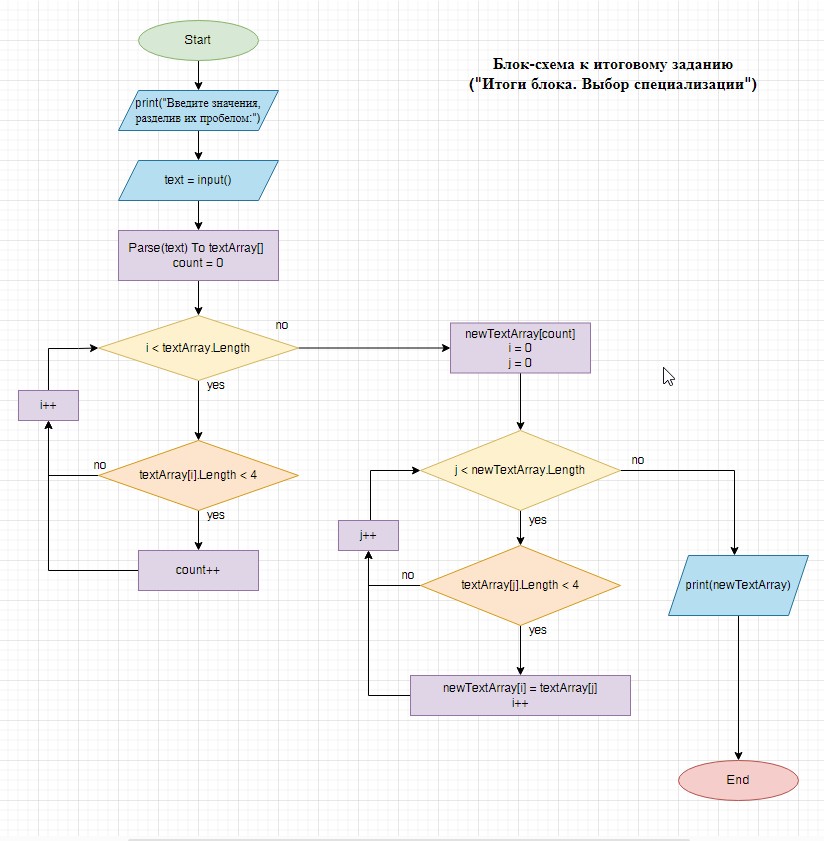 Start
Блок-схема к итоговому заданию
("Итоги блока. Выбор специализации")
print("Введите значения,
разделив их пробелом:")
text = input()
Parse(text) To textArray[]
count = 0
i < textArray.Length
no
yes
i++
textArray[i].Length < 4
no
yes
count++
newTextArray[count]
i = 0
j = 0
j < newTextArray.Length
no
yes
j++
textArray[j].Length < 4
no
yes
newTextArray[i] = textArray[j]
i++
print(newTextArray)
End